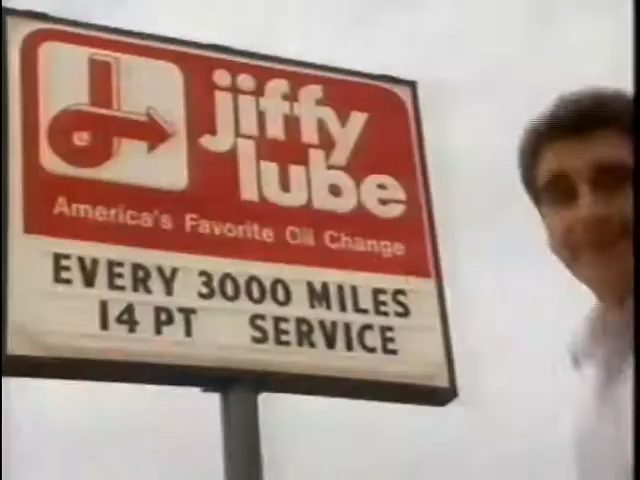 jiffy
lube
America's Favorite Oil Change
EVERY 3000 MILES
14 PT SERVICE